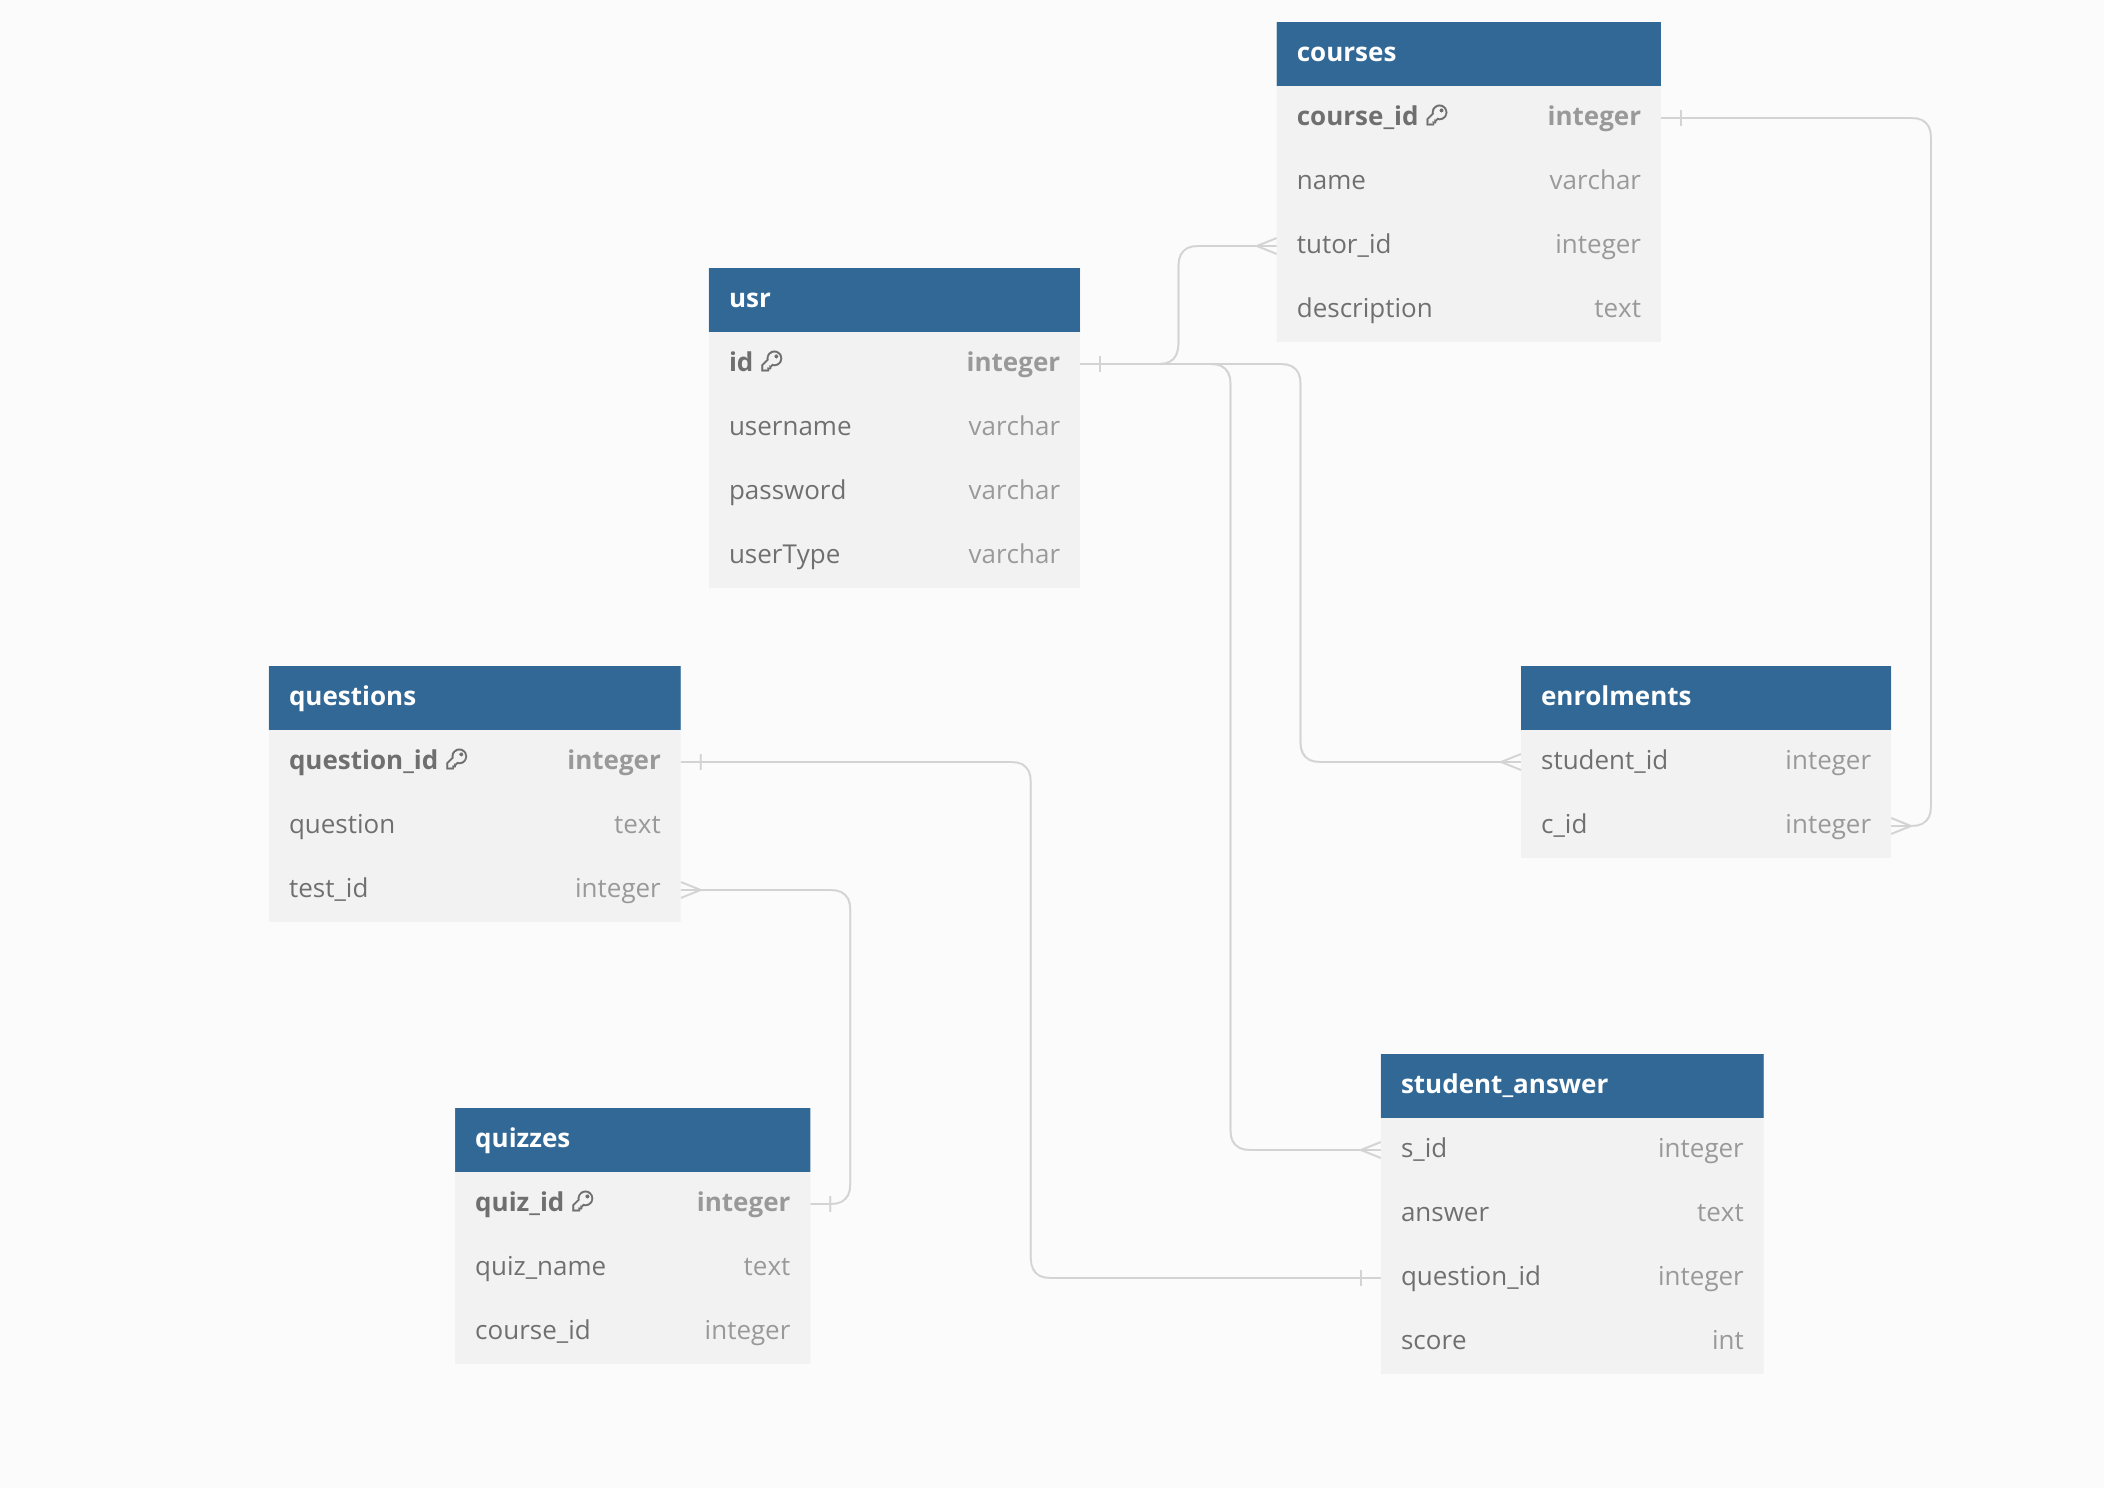 courses
course_id integer
name varchar
tutor_id integer
description text
usr
id integer
username varchar
password varchar
userType varchar
questions
question_id integer
question text
test_id integer
enrolments
student_id integer
c_id integer
student_answer
s_id integer
answer text
question_id integer
score int
quizzes
quiz_id integer
quiz_name text
course_id integer